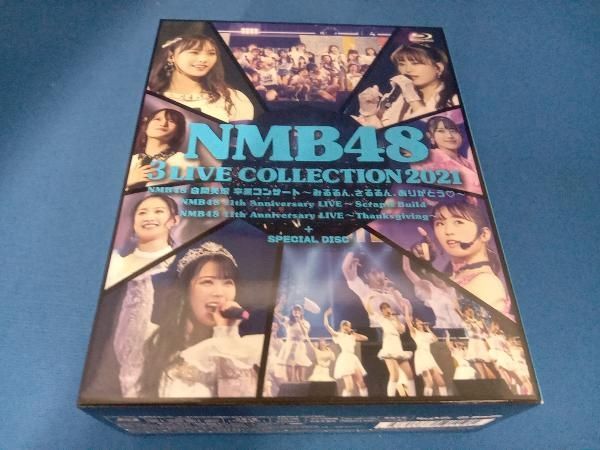 NMB48
3 LIVE COLLECTION 2021
NMB48 白間美瑠 卒業コンサート～みるるん、さるるん、ありがとう♡～
NMB48 11th Anniversary LIVE～Scrap & Build～
NMB48 11th Anniversary LIVE～Thanksgiving～
+
SPECIAL DISC